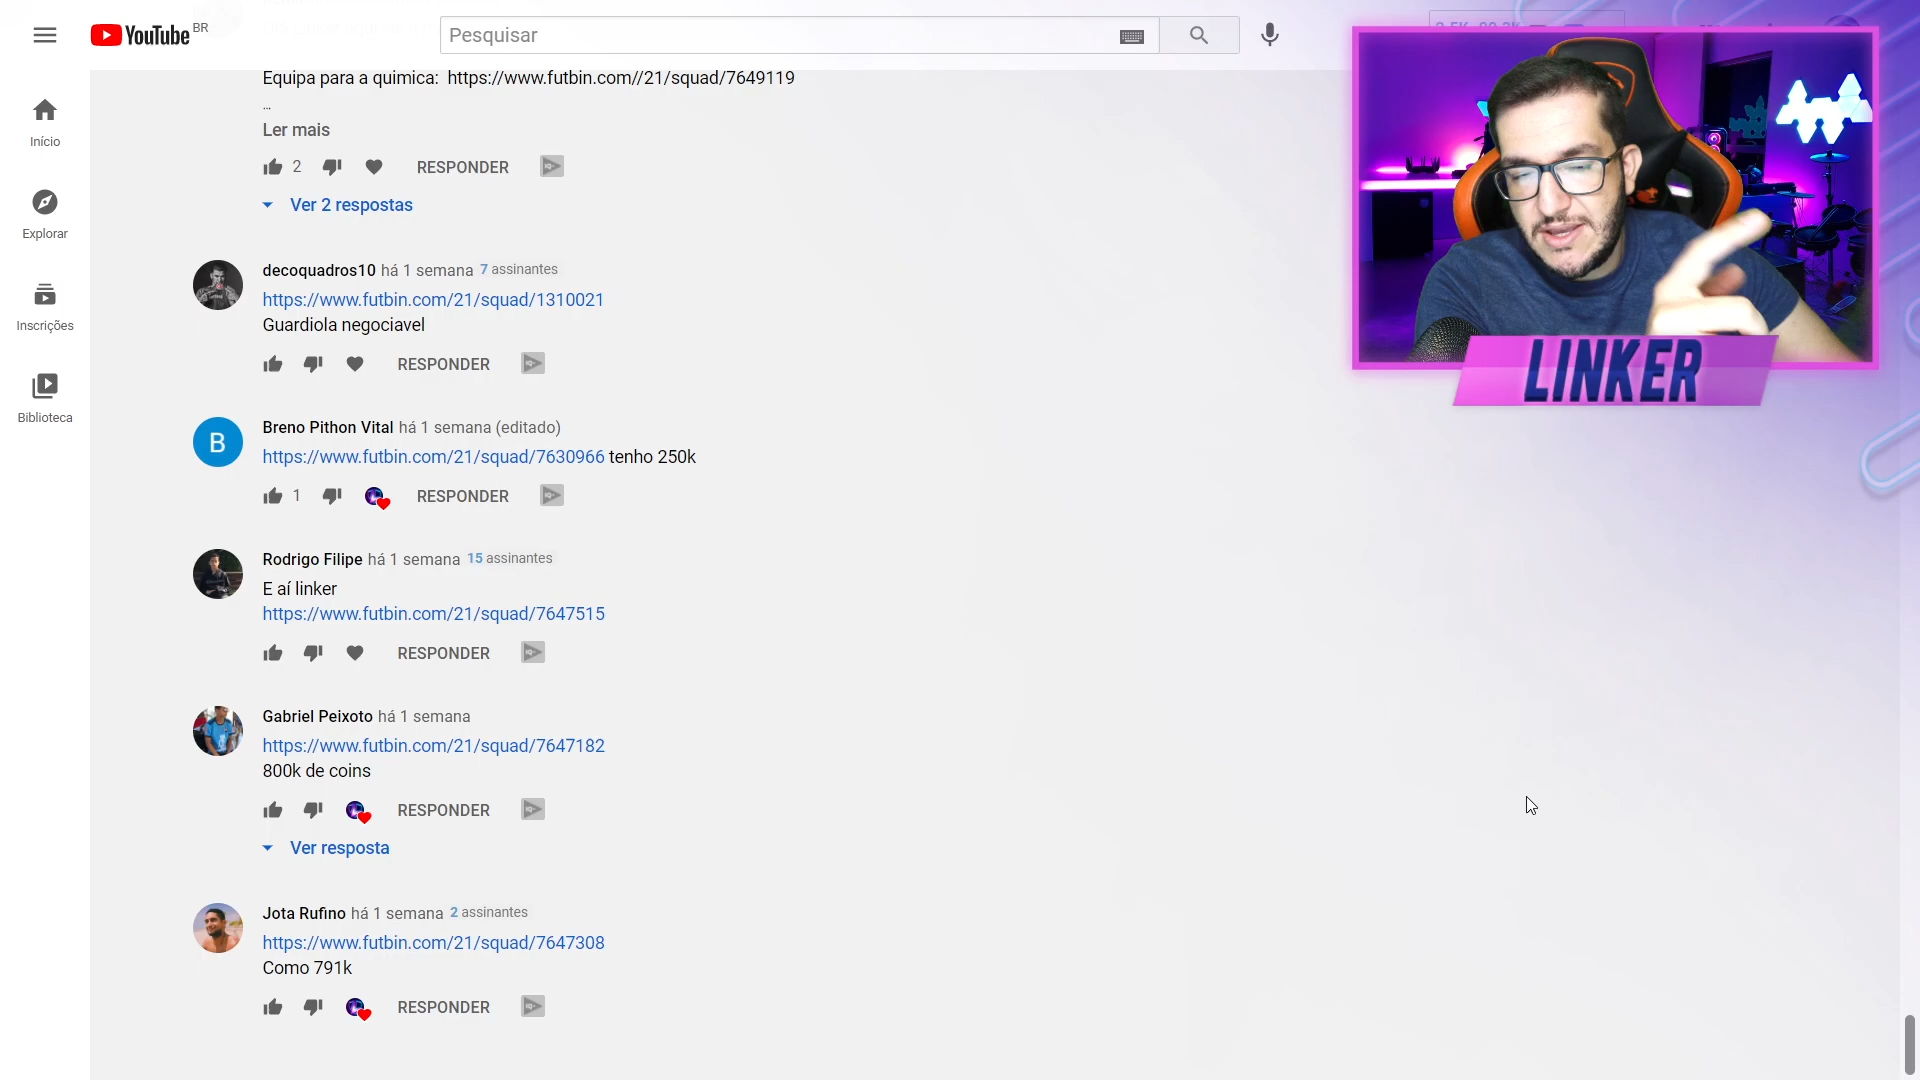 YouTube BR
Pesquisar
Equipa para a quimica: https://www.futbin.com//21/squad/7649119
...
Ler mais
2
RESPONDER
Ver 2 respostas
Início
Explorar
Inscrições
Biblioteca
decoquadros10 há 1 semana 7 assinantes
https://www.futbin.com/21/squad/1310021
Guardiola negociavel
RESPONDER
Breno Pithon Vital há 1 semana (editado)
B
https://www.futbin.com/21/squad/7630966 tenho 250k
1
RESPONDER
Rodrigo Filipe há 1 semana 15 assinantes
E aí linker
https://www.futbin.com/21/squad/7647515
RESPONDER
Gabriel Peixoto há 1 semana
https://www.futbin.com/21/squad/7647182
800k de coins
RESPONDER
Ver resposta
Jota Rufino há 1 semana 2 assinantes
https://www.futbin.com/21/squad/7647308
Como 791k
RESPONDER
LINKER